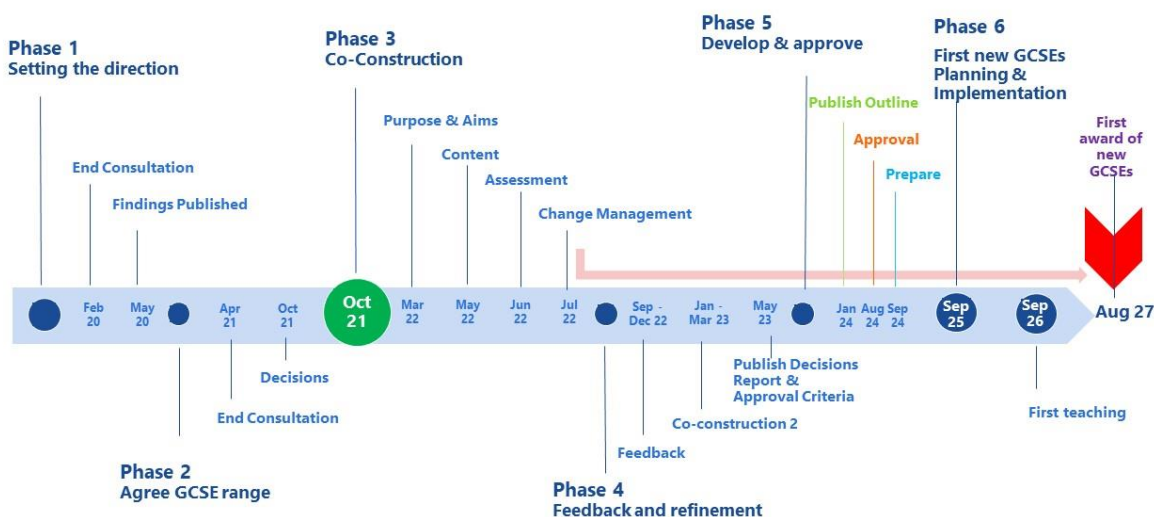 Phase 1
Setting the direction
End Consultation
Findings Published
Phase 3
Co-Construction
Purpose & Aims
Content
Assessment
Change Management
Phase 5
Develop & approve
Publish Outline
Approval
Prepare
Phase 6
First new GCSEs
Planning &
Implementation
First
award of
new
GCSEs
Feb
20
May
20
Apr
21
Oct
21
Oct
21
Mar
22
May
22
Jun
22
Jul
22
Sep -
Dec 22
Jan -
Mar 23
May
23
Jan
24
Aug
24
Sep
24
Sep
25
Sep
26
Aug 27
Decisions
End Consultation
Phase 2
Agree GCSE range
Publish Decisions
Report &
Approval Criteria
Co-construction 2
Feedback
Phase 4
Feedback and refinement
First teaching